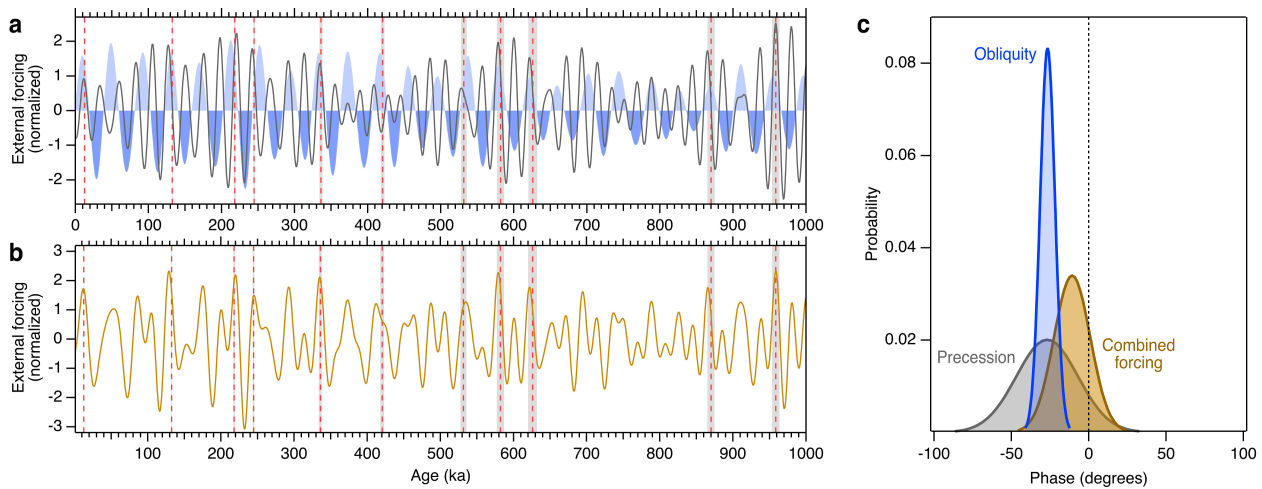 a
External forcing
(normalized)
2
1
0
-1
-2
0 100 200 300 400 500 600 700 800 900 1000
b
External forcing
(normalized)
3
2
1
0
-1
-2
-3
100 200 300 400 500 600 700 800 900 1000
Age (ka)
c
Probability
0.08
0.06
0.04
0.02
Obliquity
Precession
Combined
forcing
-100 -50 0 50 100
Phase (degrees)